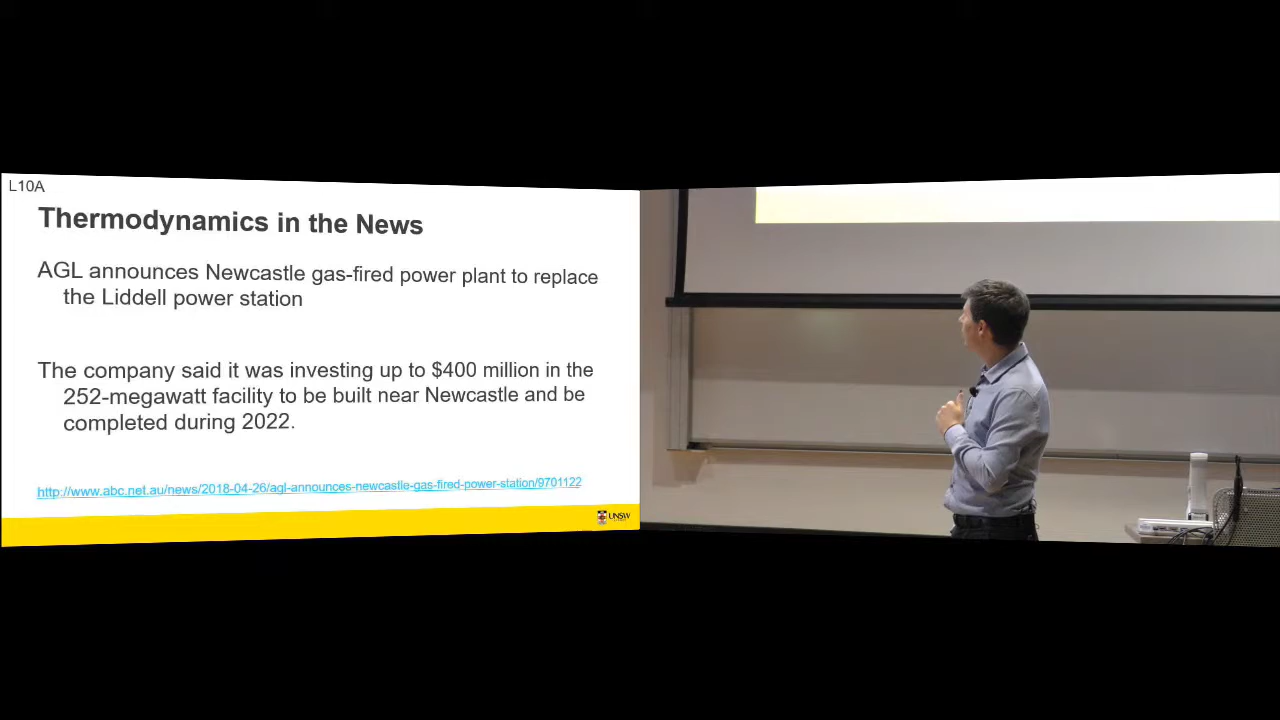 L10A
Thermodynamics in the News
AGL announces Newcastle gas-fired power plant to replace
the Liddell power station
The company said it was investing up to $400 million in the
252-megawatt facility to be built near Newcastle and be
completed during 2022.
http://www.abc.net.au/news/2018-04-26/agl-announces-newcastle-gas-fired-power-station/9701122
UNSW